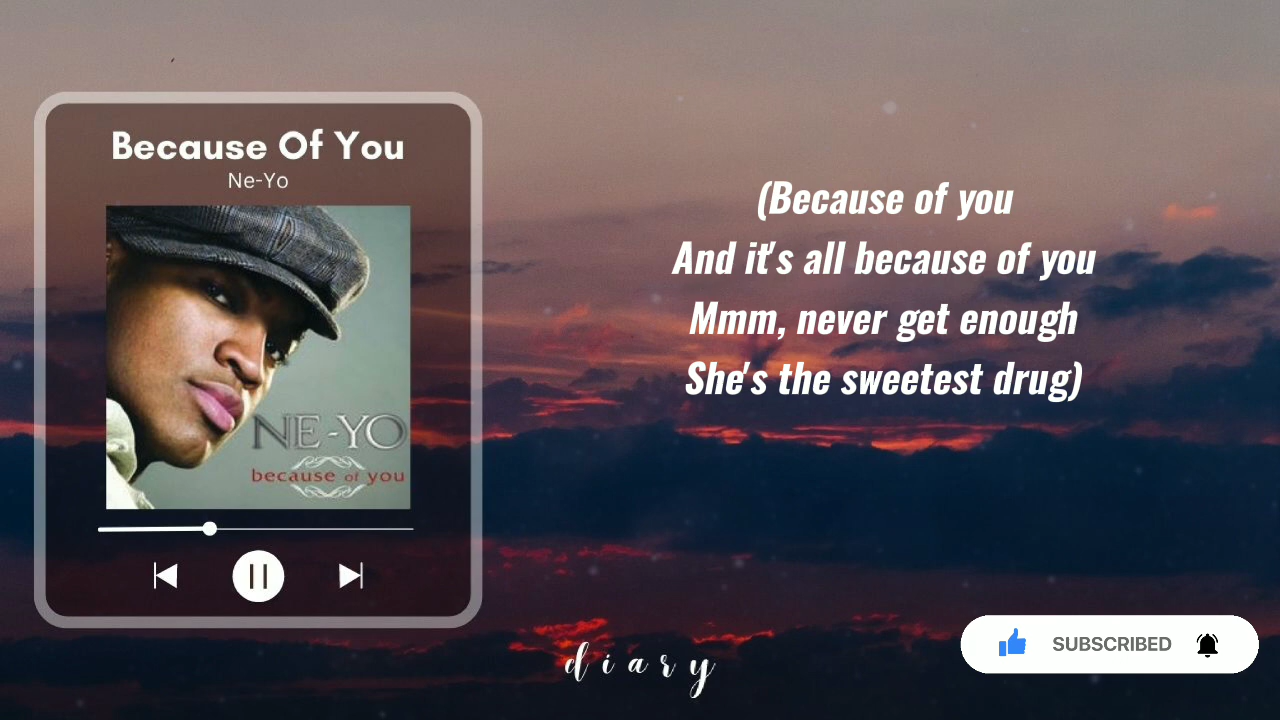 Because Of You
Ne-Yo
NE-YO
because of you
(Because of you
And it's all because of you
Mmm, never get enough
She's the sweetest drug)
diary
SUBSCRIBED